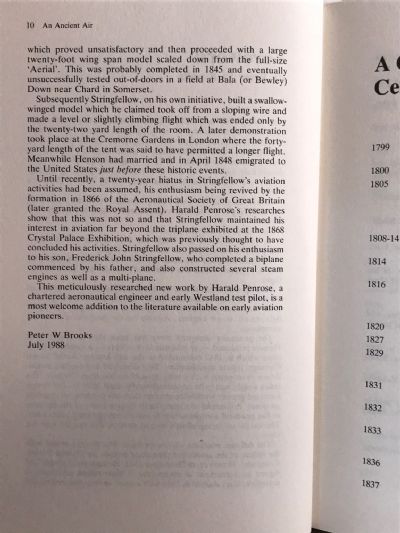 10 An Ancient Air
which proved unsatisfactory and then proceeded with a large
twenty-foot wing span model scaled down from the full-size
'Aerial'. This was probably completed in 1845 and eventually
unsuccessfully tested out-of-doors in a field at Bala (or Bewley)
Down near Chard in Somerset.
Subsequently Stringfellow, on his own initiative, built a swallow-
winged model which he claimed took off from a sloping wire and
made a level or slightly climbing flight which was ended only by
the twenty-two yard length of the room. A later demonstration
took place at the Cremorne Gardens in London where the forty-
yard length of the tent was said to have permitted a longer flight.
Meanwhile Henson had married and in April 1848 emigrated to
the United States just before these historic events.
Until recently, a twenty-year hiatus in Stringfellow's aviation
activities had been assumed, his enthusiasm being revived by the
formation in 1866 of the Aeronautical Society of Great Britain
(later granted the Royal Assent). Harald Penrose's researches
show that this was not so and that Stringfellow maintained his
interest in aviation far beyond the triplane exhibited at the 1868
Crystal Palace Exhibition, which was previously thought to have
concluded his activities. Stringfellow also passed on his enthusiasm
to his son, Frederick John Stringfellow, who completed a biplane
commenced by his father, and also constructed several steam
engines as well as a multi-plane.
This meticulously researched new work by Harald Penrose, a
chartered aeronautical engineer and early Westland test pilot, is a
most welcome addition to the literature available on early aviation
pioneers.
Peter W Brooks
July 1988
A
Ce
1799
1800
1805
1808-14
1814
1816
1820
1827
1829
1831
1832
1833
1836
1837